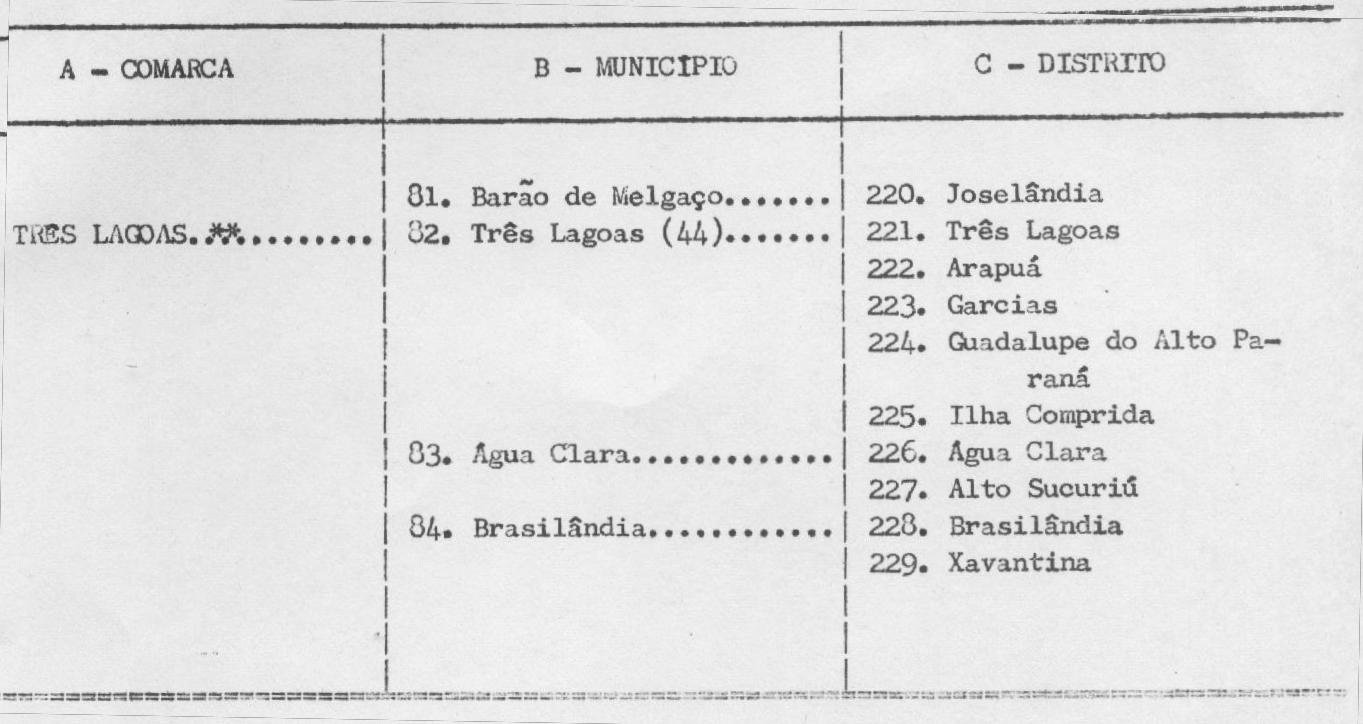 A - COMARCA B - MUNICÍPIO C - DISTRITO
81. Barão de Melgaço....... 220. Joselândia
TRES LAGOAS.**......... 82. Três Lagoas (44)....... 221. Três Lagoas
222. Arapuá
223. Garcias
224. Guadalupe do Alto Pa-
raná
225. Ilha Comprida
83. Água Clara............. 226. Água Clara
227. Alto Sucuriú
84. Brasilândia............ 228. Brasilândia
229. Xavantina